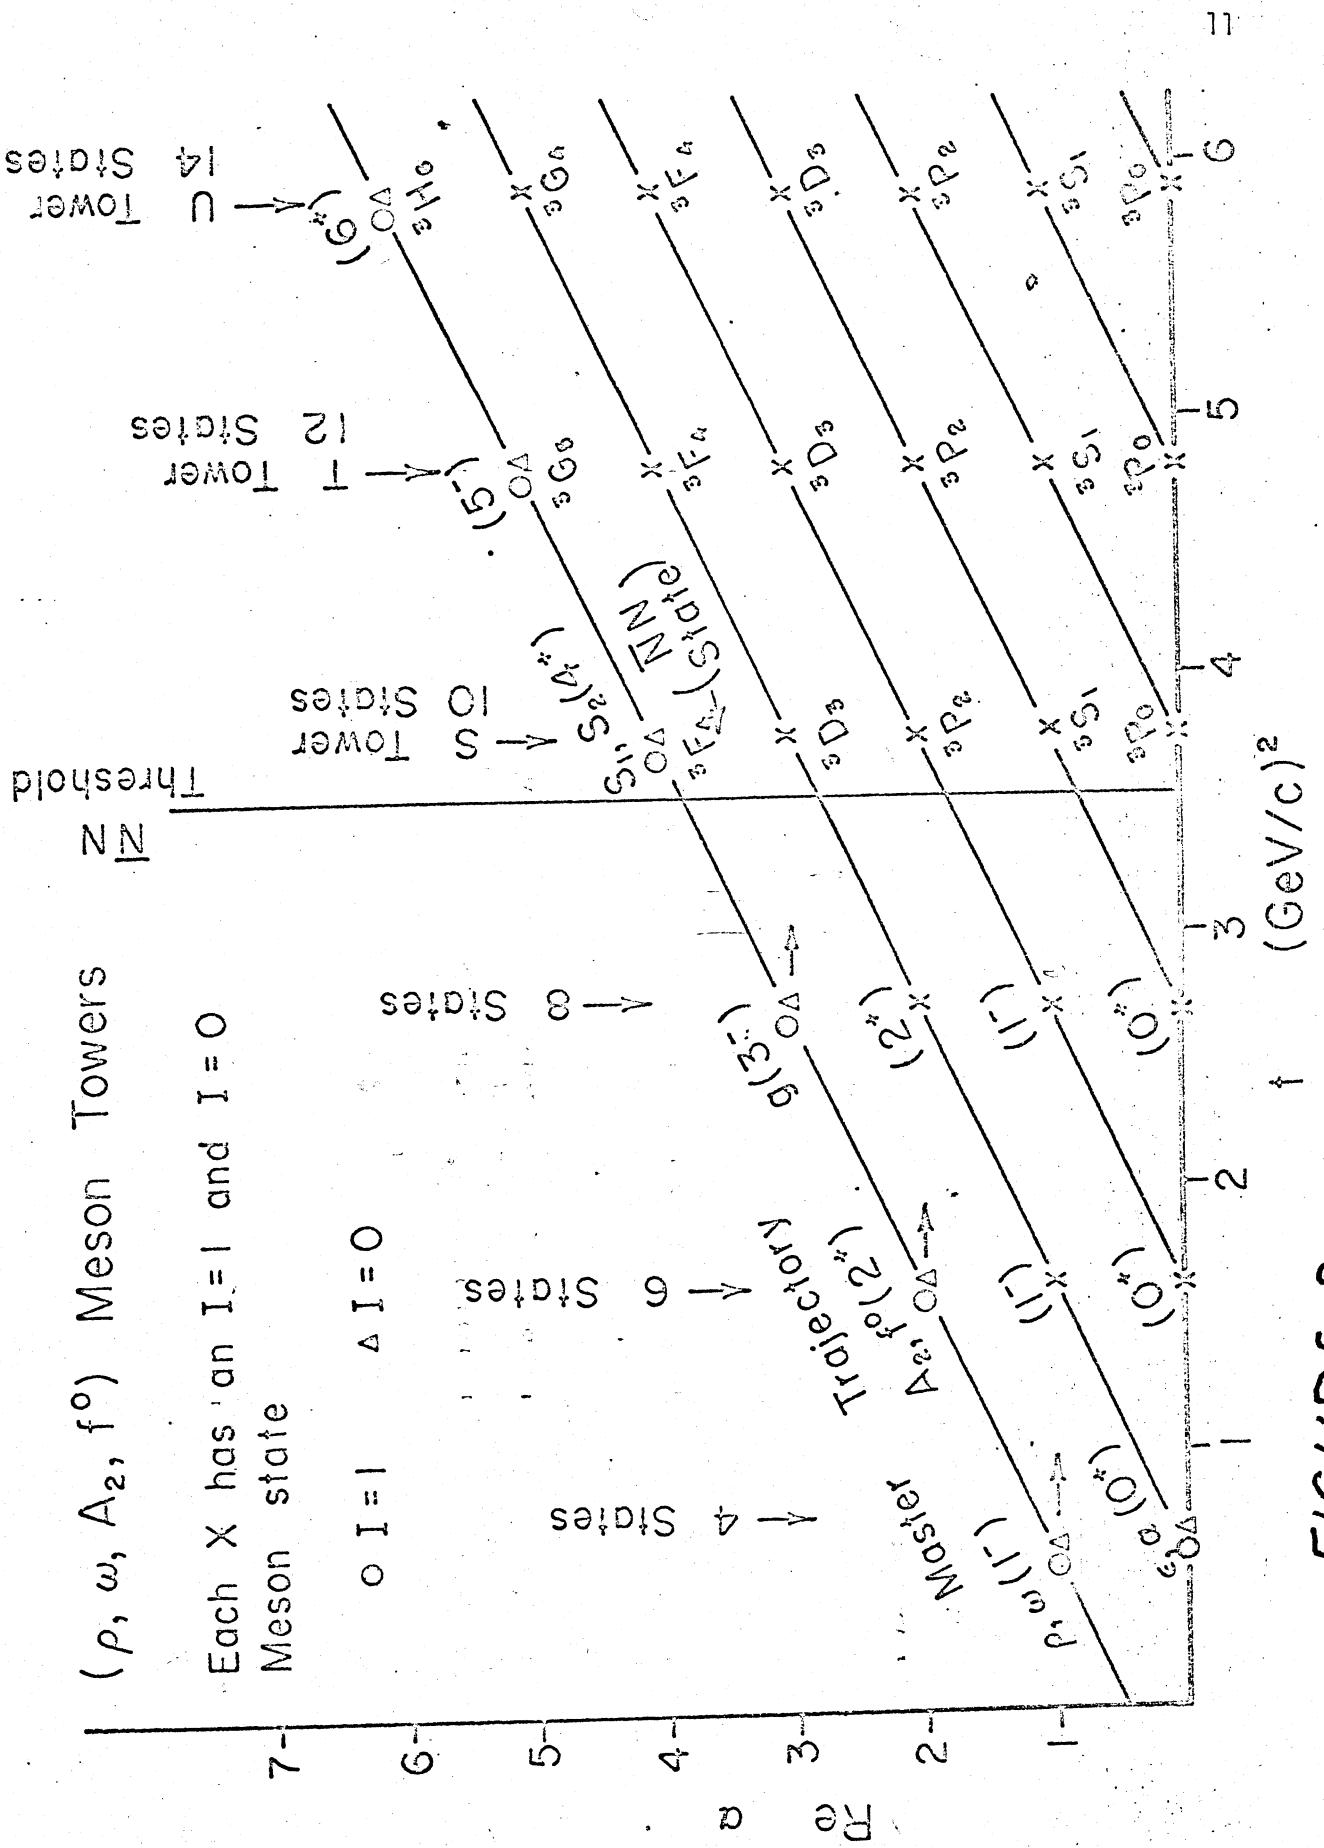 11
(ρ, ω, A₂, f⁰) Meson Towers
Each X has an I = 1 and I = 0
Meson state
O I = 1 Δ I = 0
N̅N
Threshold
S Tower
10 States
T Tower
12 States
U Tower
14 States
4 States
6 States
8 States
Master
Trajectory
ρ, ω (1⁻)
A₂, f⁰(2⁺)
g(3⁻)
S₁, S₂(4⁺)
(5⁻)
(6⁺)
³F₄ (State N̅N)
³G₅
³H₆
(0⁺)
(1⁻)
(2⁺)
³D₃
³F₄
³G₄
(0⁺)
(1⁻)
³P₂
³D₃
³F₄
(0⁺)
³S₁
³P₂
³D₃
³P₀
³S₁
³P₂
³P₀
³S₁
³P₀
Re α
7
6
5
4
3
2
1
1
2
3
4
5
6
t (GeV/c)²